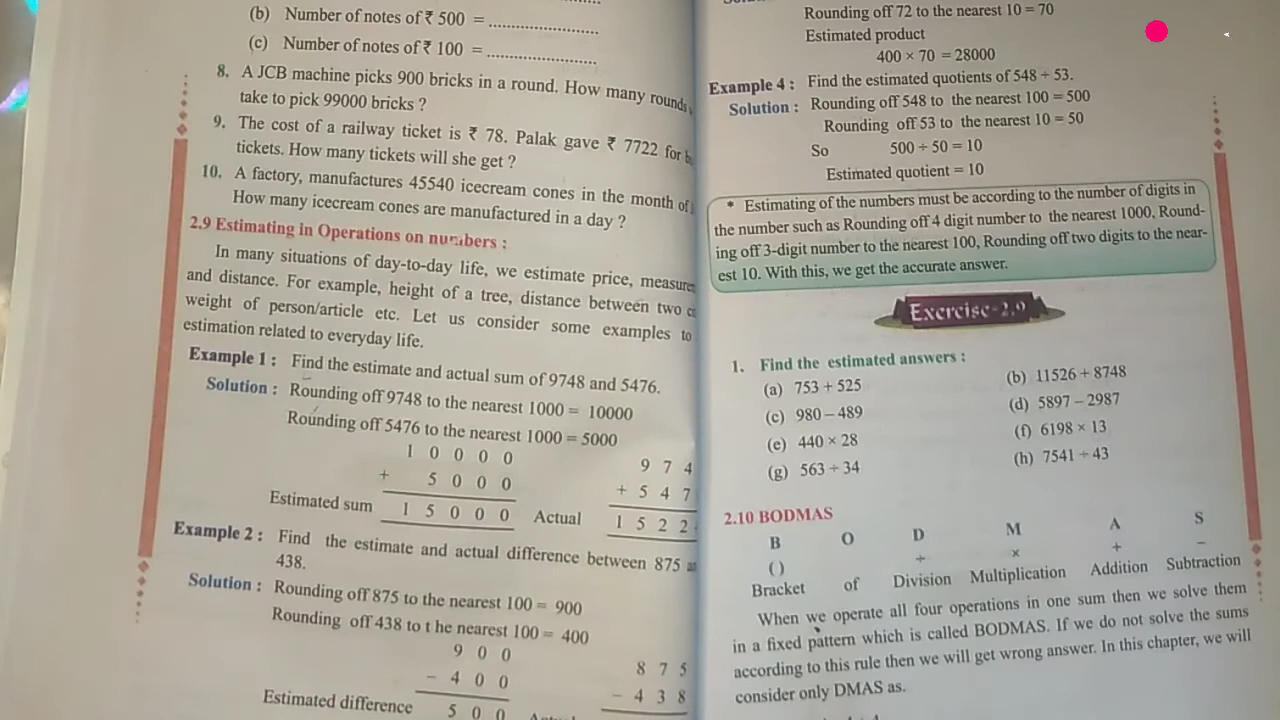 (b) Number of notes of ₹ 500 = ........................
(c) Number of notes of ₹ 100 = ........................
8. A JCB machine picks 900 bricks in a round. How many rounds
take to pick 99000 bricks ?
9. The cost of a railway ticket is ₹ 78. Palak gave ₹ 7722 for
tickets. How many tickets will she get ?
10. A factory, manufactures 45540 icecream cones in the month of
How many icecream cones are manufactured in a day ?
2.9 Estimating in Operations on numbers :
In many situations of day-to-day life, we estimate price, measure
and distance. For example, height of a tree, distance between two
weight of person/article etc. Let us consider some examples to
estimation related to everyday life.
Example 1 : Find the estimate and actual sum of 9748 and 5476.
Solution : Rounding off 9748 to the nearest 1000 = 10000
Rounding off 5476 to the nearest 1000 = 5000
1 0 0 0 0 9 7 4
+ 5 0 0 0 + 5 4 7
Estimated sum 1 5 0 0 0 Actual 1 5 2 2
Example 2 : Find the estimate and actual difference between 875
438.
Solution : Rounding off 875 to the nearest 100 = 900
Rounding off 438 to t he nearest 100 = 400
9 0 0 8 7 5
- 4 0 0 - 4 3 8
Estimated difference 5 0 0
Rounding off 72 to the nearest 10 = 70
Estimated product
400 × 70 = 28000
Example 4 : Find the estimated quotients of 548 ÷ 53.
Solution : Rounding off 548 to the nearest 100 = 500
Rounding off 53 to the nearest 10 = 50
So 500 ÷ 50 = 10
Estimated quotient = 10
* Estimating of the numbers must be according to the number of digits in
the number such as Rounding off 4 digit number to the nearest 1000, Round-
ing off 3-digit number to the nearest 100, Rounding off two digits to the near-
est 10. With this, we get the accurate answer.
Exercise-2.9
1. Find the estimated answers :
(a) 753 + 525 (b) 11526 + 8748
(c) 980 – 489 (d) 5897 – 2987
(e) 440 × 28 (f) 6198 × 13
(g) 563 ÷ 34 (h) 7541 ÷ 43
2.10 BODMAS
B O D M A S
( ) ÷ × + –
Bracket of Division Multiplication Addition Subtraction
When we operate all four operations in one sum then we solve them
in a fixed pattern which is called BODMAS. If we do not solve the sums
according to this rule then we will get wrong answer. In this chapter, we will
consider only DMAS as.